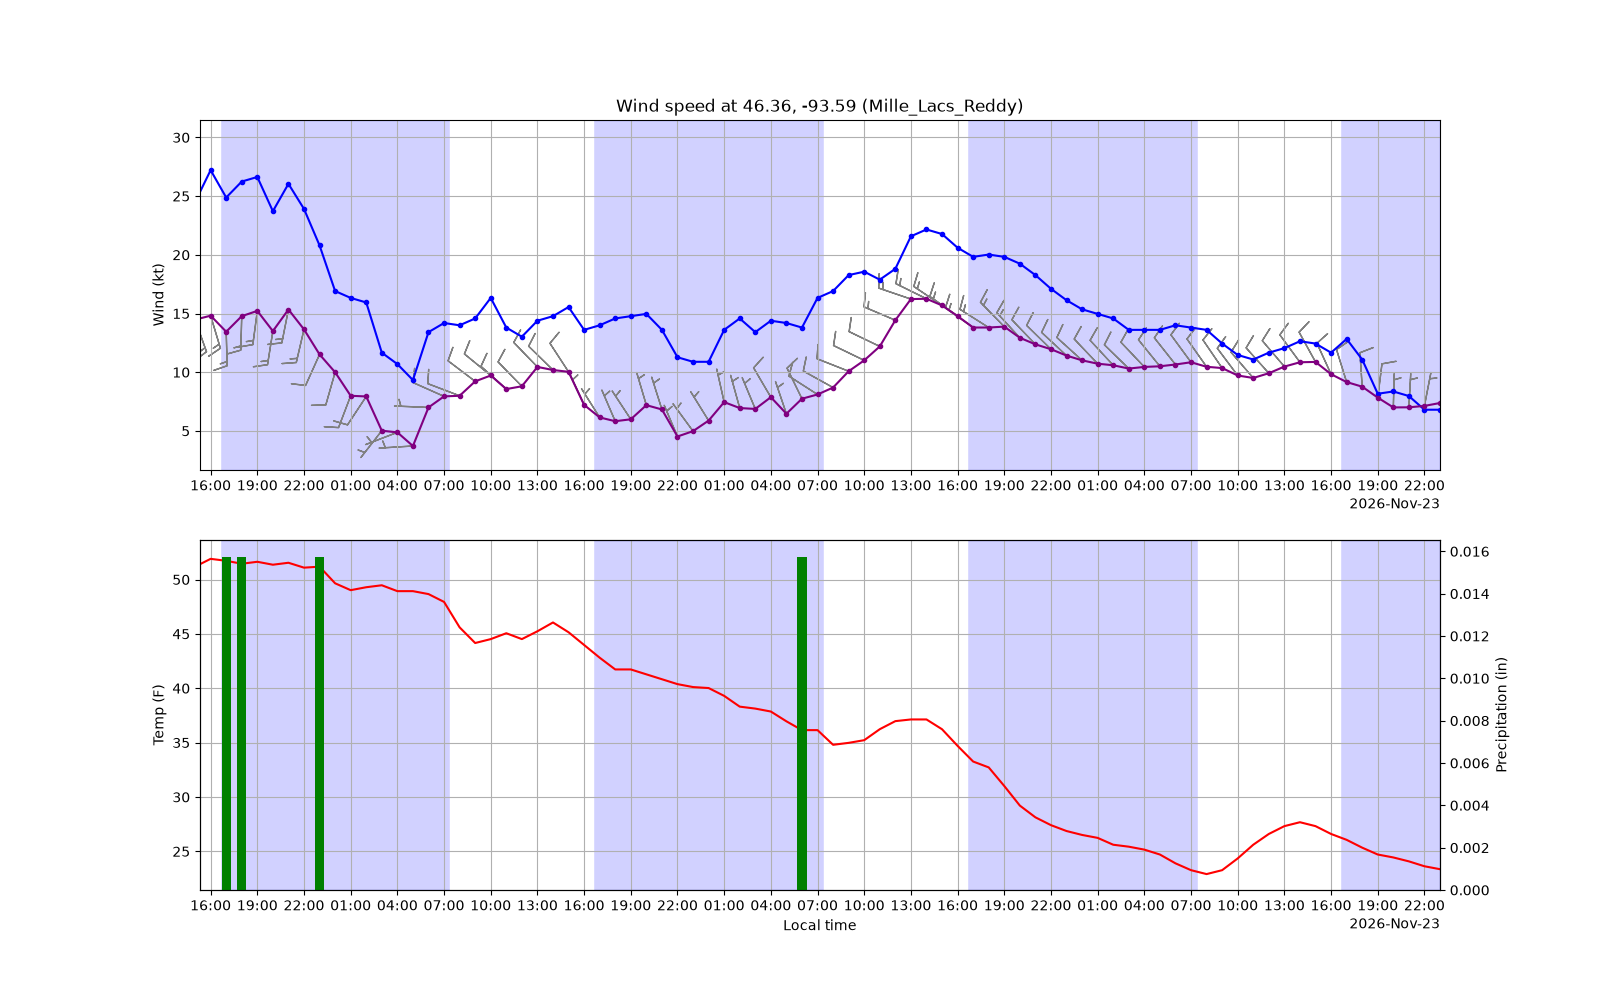 Wind speed at 46.36, -93.59 (Mille_Lacs_Reddy)
30
25
20
15
10
5
Wind (kt)
16:00 19:00 22:00 01:00 04:00 07:00 10:00 13:00 16:00 19:00 22:00 01:00 04:00 07:00 10:00 13:00 16:00 19:00 22:00 01:00 04:00 07:00 10:00 13:00 16:00 19:00 22:00
2026-Nov-23
50
45
40
35
30
25
Temp (F)
0.016
0.014
0.012
0.010
0.008
0.006
0.004
0.002
0.000
Precipitation (in)
16:00 19:00 22:00 01:00 04:00 07:00 10:00 13:00 16:00 19:00 22:00 01:00 04:00 07:00 10:00 13:00 16:00 19:00 22:00 01:00 04:00 07:00 10:00 13:00 16:00 19:00 22:00
Local time
2026-Nov-23